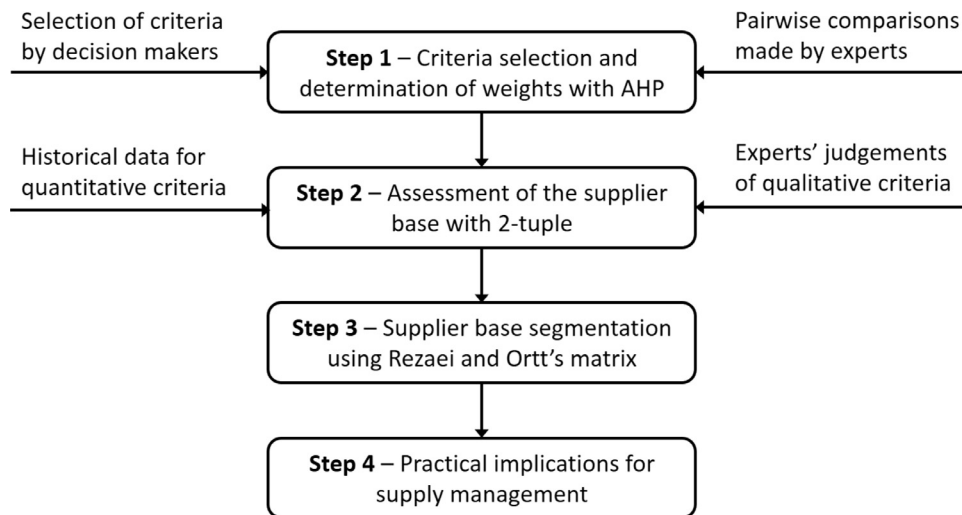 Selection of criteria
by decision makers
Pairwise comparisons
made by experts
Step 1 – Criteria selection and
determination of weights with AHP
Historical data for
quantitative criteria
Experts’ judgements
of qualitative criteria
Step 2 – Assessment of the supplier
base with 2-tuple
Step 3 – Supplier base segmentation
using Rezaei and Ortt’s matrix
Step 4 – Practical implications for
supply management